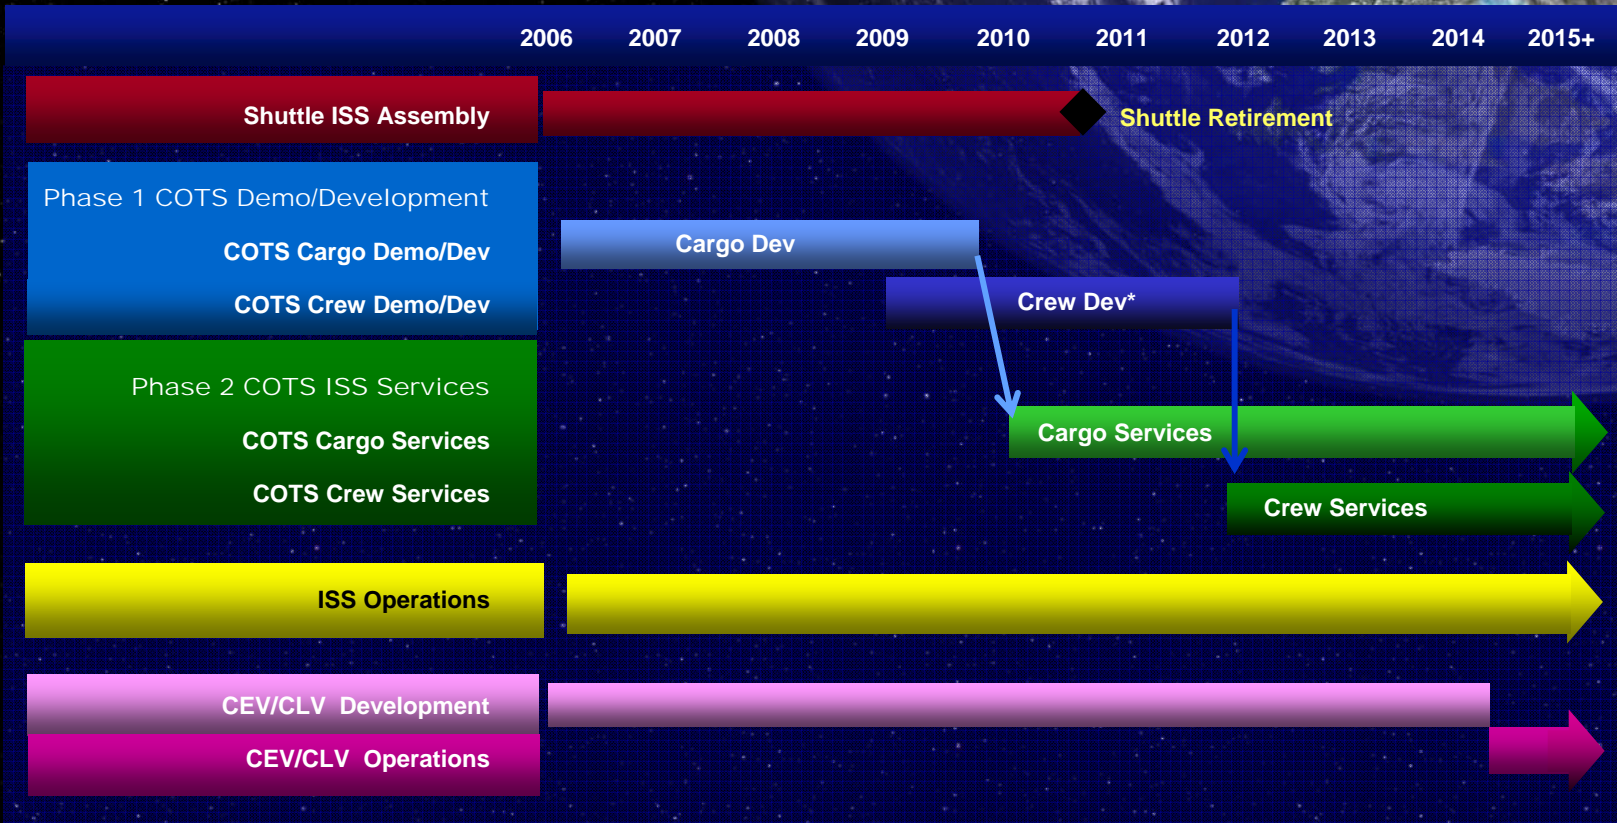 2006 2007 2008 2009 2010 2011 2012 2013 2014 2015+
Shuttle ISS Assembly
Shuttle Retirement
Phase 1 COTS Demo/Development
COTS Cargo Demo/Dev
Cargo Dev
COTS Crew Demo/Dev
Crew Dev*
Phase 2 COTS ISS Services
COTS Cargo Services
Cargo Services
COTS Crew Services
Crew Services
ISS Operations
CEV/CLV Development
CEV/CLV Operations